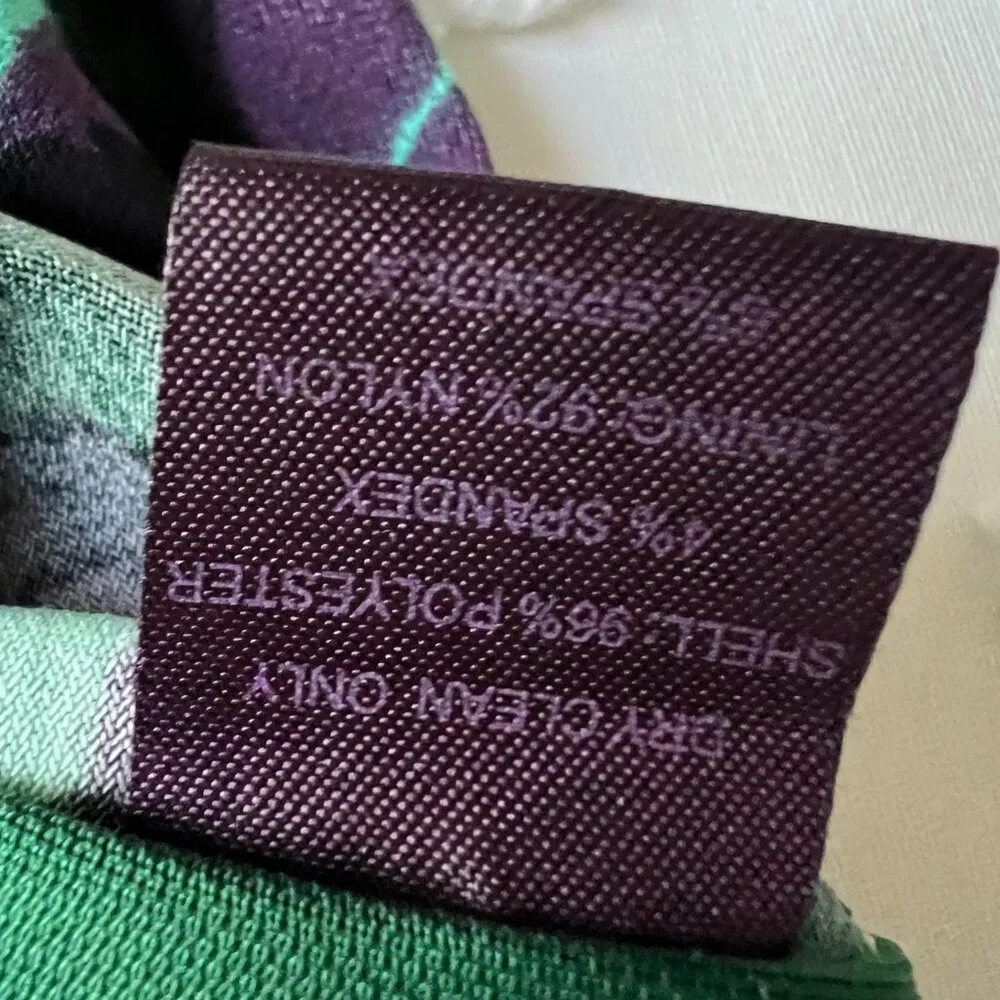 DRY CLEAN ONLY
SHELL: 96% POLYESTER
4% SPANDEX
LINING: 92% NYLON
8% SPANDEX